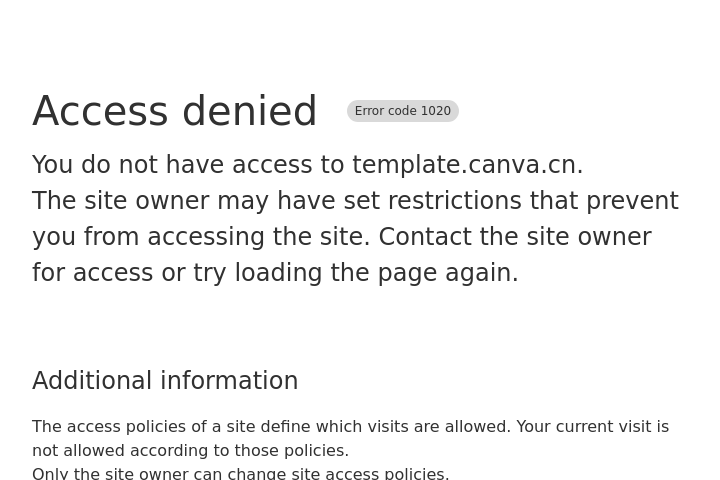 Access denied
Error code 1020
You do not have access to template.canva.cn.
The site owner may have set restrictions that prevent
you from accessing the site. Contact the site owner
for access or try loading the page again.
Additional information
The access policies of a site define which visits are allowed. Your current visit is
not allowed according to those policies.
Only the site owner can change site access policies.